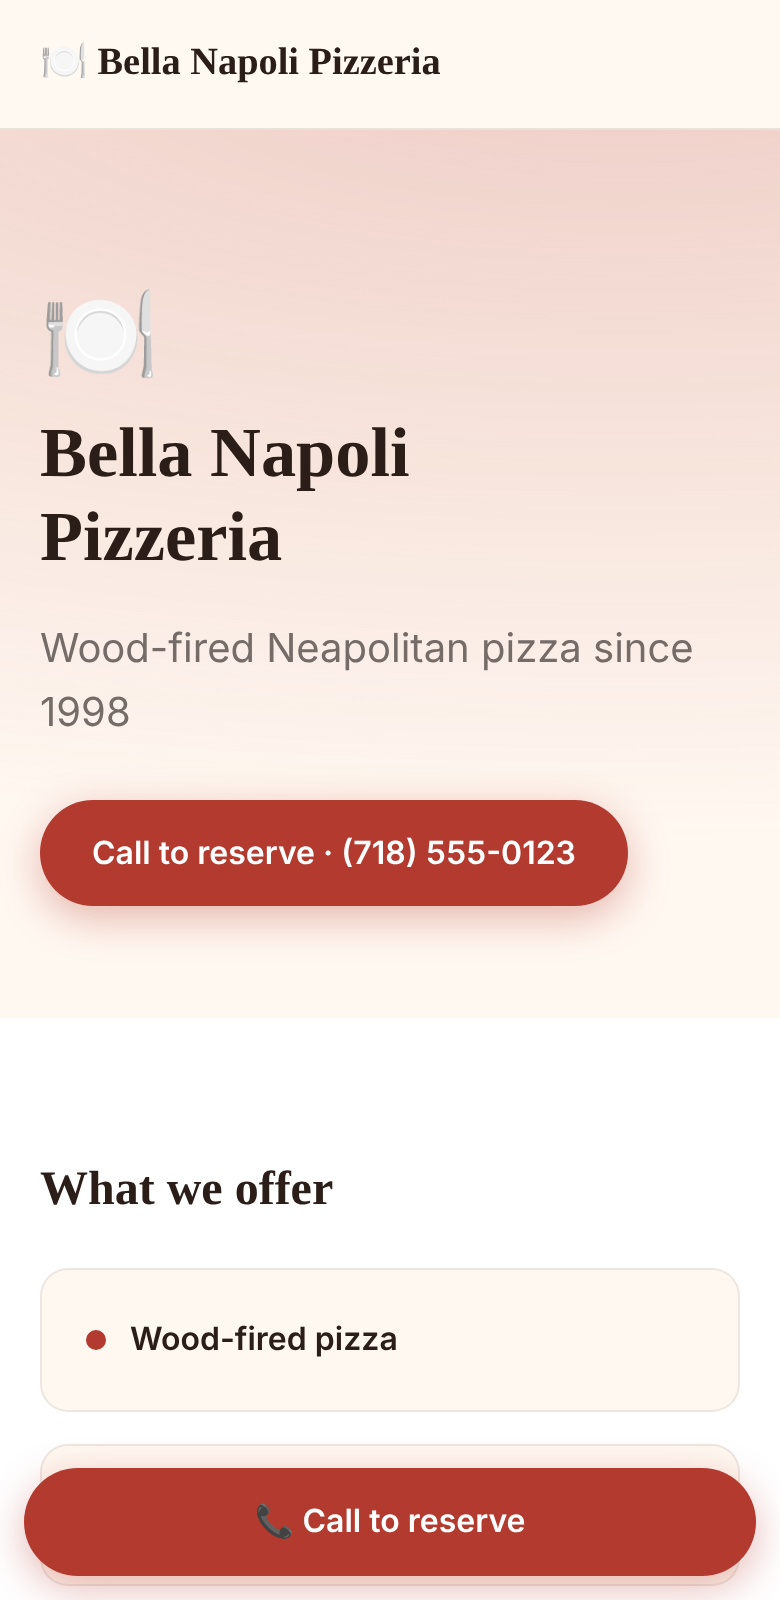 Bella Napoli Pizzeria
Bella Napoli
Pizzeria
Wood-fired Neapolitan pizza since
1998
Call to reserve · (718) 555-0123
What we offer
Wood-fired pizza
Call to reserve